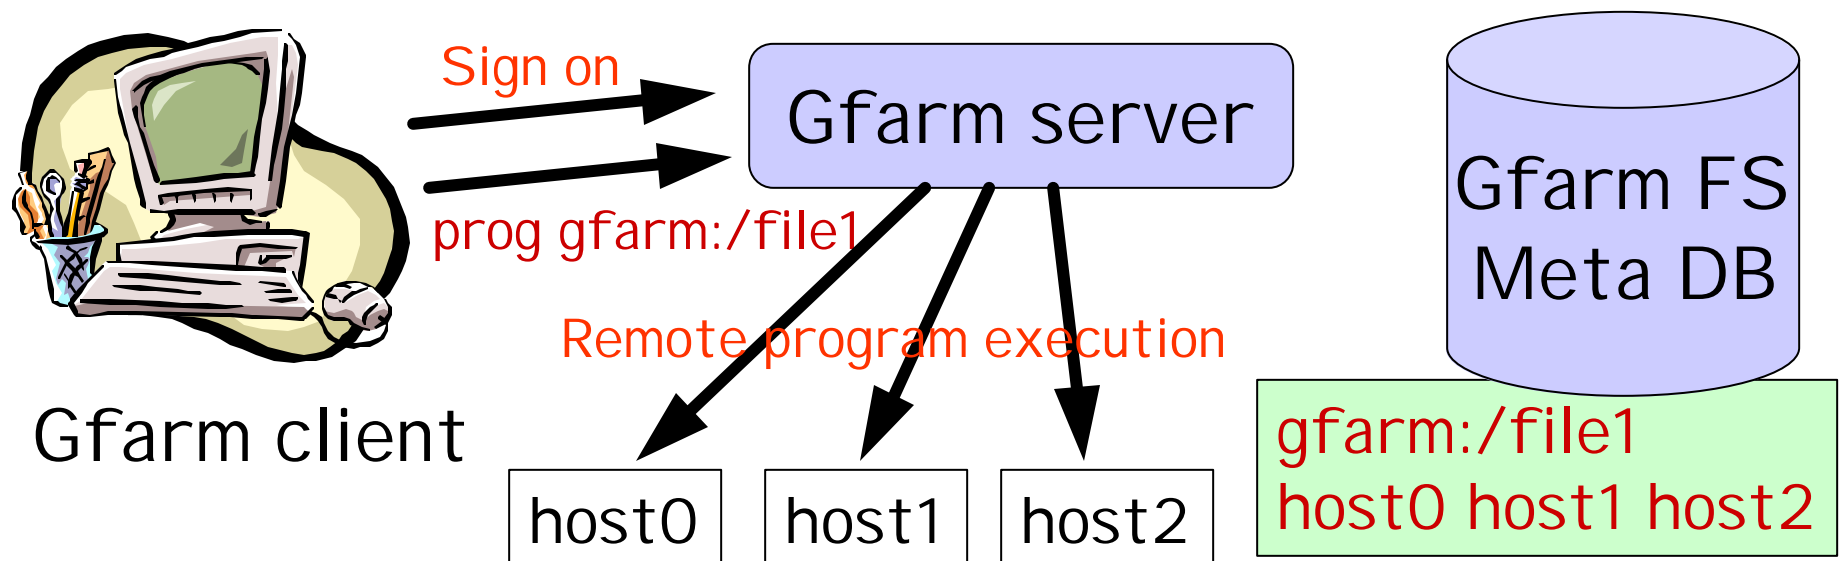 Sign on
Gfarm server
prog gfarm:/file1
Gfarm FS
Meta DB
Remote program execution
Gfarm client
gfarm:/file1
host0 host1 host2
host0
host1
host2